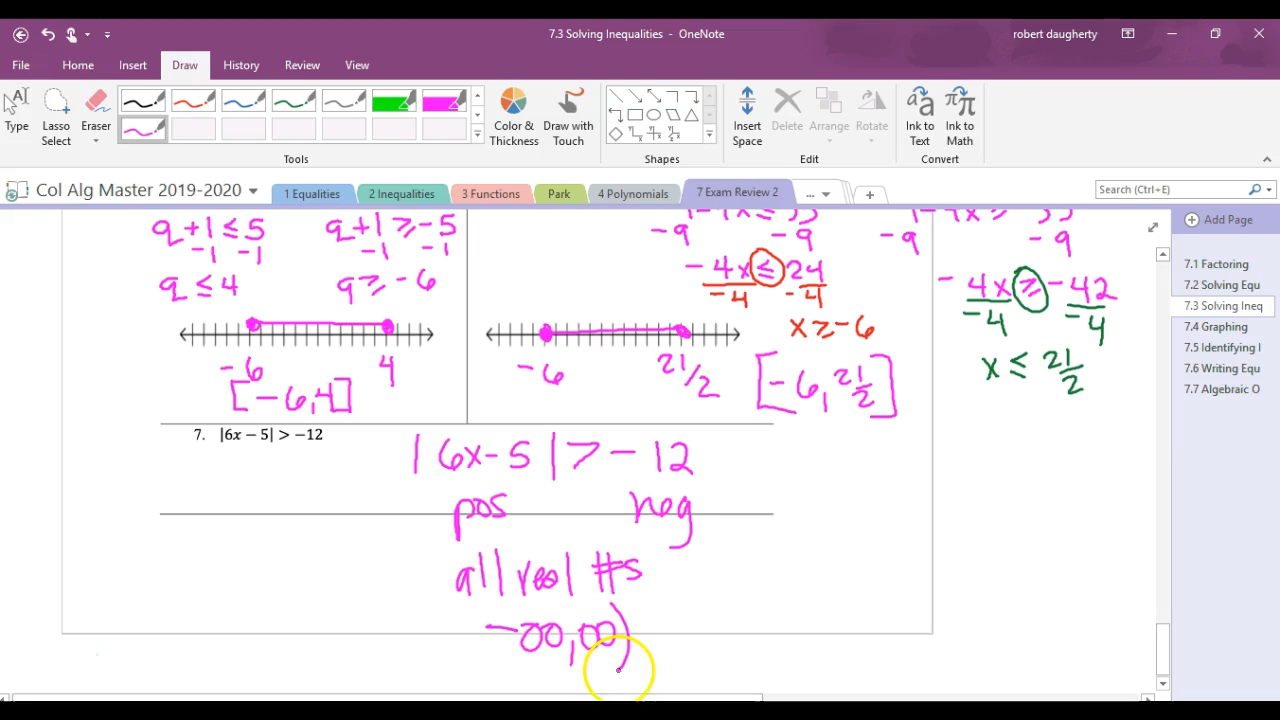 7.3 Solving Inequalities - OneNote
robert daugherty
File Home Insert Draw History Review View
Type
Lasso Select
Eraser
Color & Thickness
Draw with Touch
Insert Space
Delete
Arrange
Rotate
Ink to Text
Ink to Math
Tools
Shapes
Edit
Convert
Col Alg Master 2019-2020
1 Equalities
2 Inequalities
3 Functions
Park
4 Polynomials
7 Exam Review 2
...
+
Search (Ctrl+E)
Add Page
7.1 Factoring
7.2 Solving Equ
7.3 Solving Ineq
7.4 Graphing
7.5 Identifying I
7.6 Writing Equ
7.7 Algebraic O
q + 1 ≤ 5
- 1 - 1
q ≤ 4
q + 1 ≥ - 5
- 1 - 1
q ≥ - 6
- 6 4
[- 6, 4]
- 9 - 9
- 4x ≤ 24
- 4 - 4
x ≥ - 6
- 6 21/2
[- 6, 21/2]
- 9 - 9
- 4x ≥ - 42
- 4 - 4
x ≤ 21/2
7. |6x − 5| > −12
| 6x - 5 | > - 12
pos neg
all real #s
- ∞, ∞)